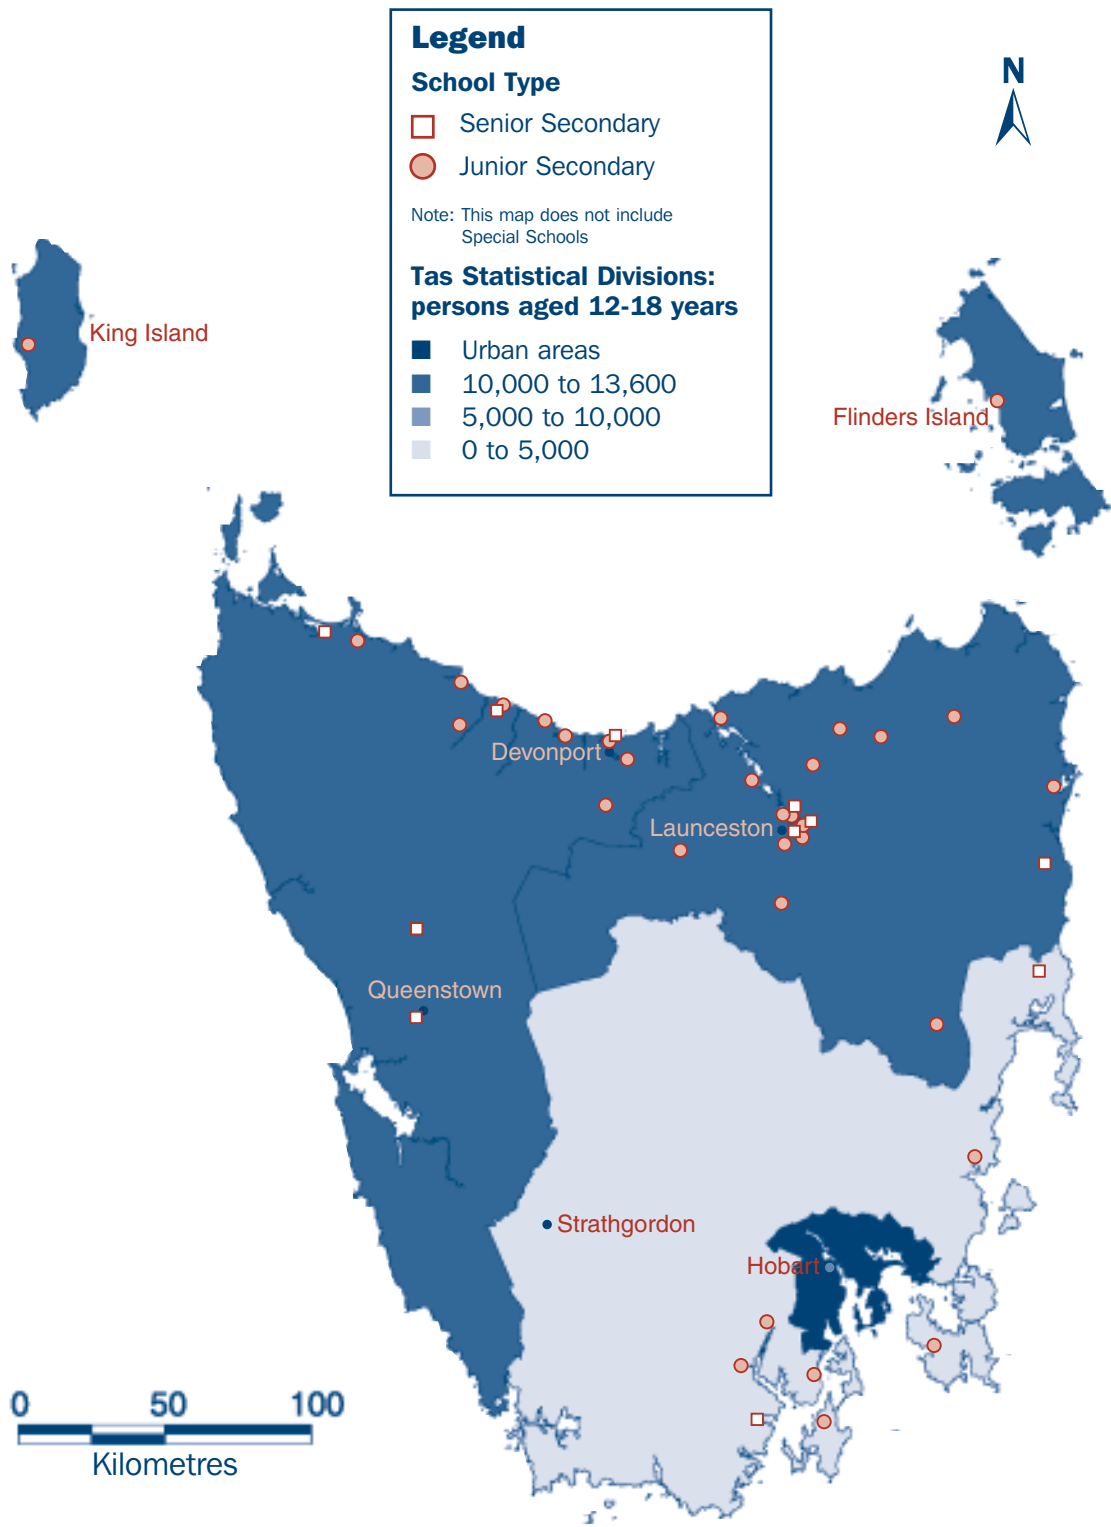 Legend
School Type
Senior Secondary
Junior Secondary
Note: This map does not include
Special Schools
Tas Statistical Divisions:
persons aged 12-18 years
Urban areas
10,000 to 13,600
5,000 to 10,000
0 to 5,000
N
King Island
Flinders Island
Devonport
Launceston
Queenstown
Strathgordon
Hobart
0 50 100
Kilometres